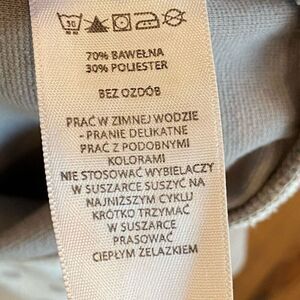 30
70% BAWEŁNA
30% POLIESTER
BEZ OZDÓB
PRAĆ W ZIMNEJ WODZIE
- PRANIE DELIKATNE
PRAĆ Z PODOBNYMI
KOLORAMI
NIE STOSOWAĆ WYBIELACZY
W SUSZARCE SUSZYĆ NA
NAJNIŻSZYM CYKLU
KRÓTKO TRZYMAĆ
W SUSZARCE
PRASOWAĆ
CIEPŁYM ŻELAZKIEM